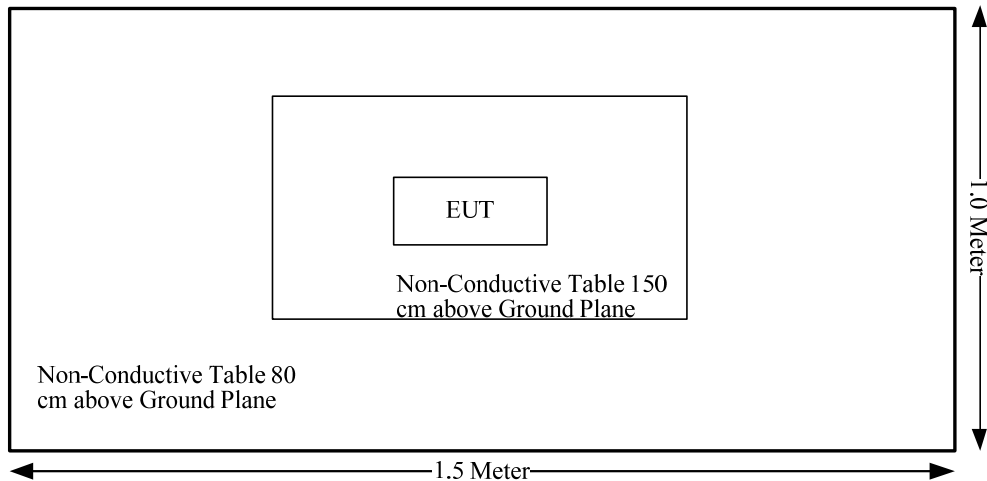 EUT
Non-Conductive Table 150
cm above Ground Plane
Non-Conductive Table 80
cm above Ground Plane
1.0 Meter
1.5 Meter